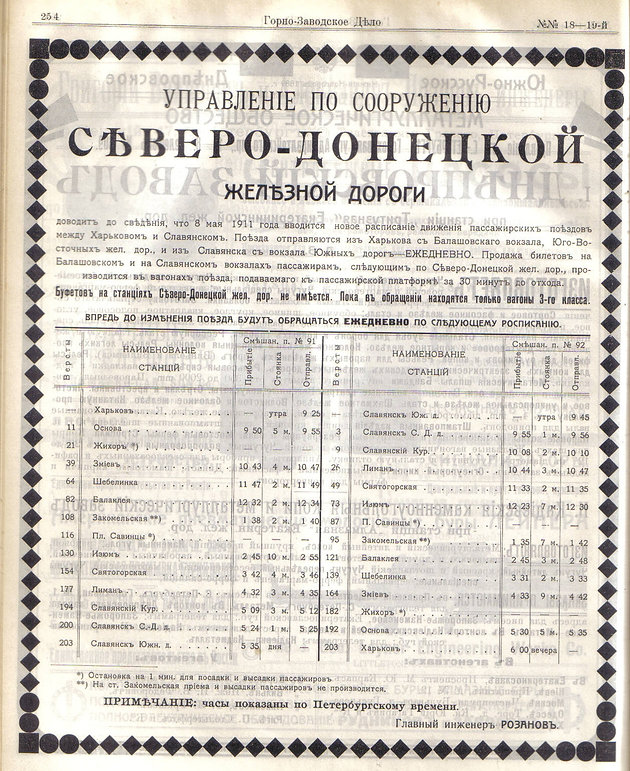 254
Горно-Заводское Дѣло
№№ 18—19-й
УПРАВЛЕНІЕ ПО СООРУЖЕНІЮ
СѢВЕРО-ДОНЕЦКОЙ
ЖЕЛѢЗНОЙ ДОРОГИ
доводитъ до свѣдѣнія, что 8 мая 1911 года вводится новое расписаніе движенія пассажирскихъ поѣздовъ
между Харьковомъ и Славянскомъ. Поѣзда отправляются изъ Харькова съ Балашовскаго вокзала, Юго-Во-
сточныхъ жел. дор., и изъ Славянска съ вокзала Южныхъ дорогъ—ЕЖЕДНЕВНО. Продажа билетовъ на
Балашовскомъ и на Славянскомъ вокзалахъ пассажирамъ, слѣдующимъ по Сѣверо-Донецкой жел. дор., про-
изводится въ вагонахъ поѣзда, подаваемаго къ пассажирской платформѣ за 30 минутъ до отхода.
Буфетовъ на станціяхъ Сѣверо-Донецкой жел. дор. не имѣется. Пока въ обращеніи находятся только вагоны 3-го класса.
ВПРЕДЬ ДО ИЗМѢНЕНІЯ ПОѢЗДА БУДУТЪ ОБРАЩАТЬСЯ ЕЖЕДНЕВНО ПО СЛѢДУЮЩЕМУ РОСПИСАНІЮ.
Версты НАИМЕНОВАНІЕ СТАНЦІЙ Смѣшан. п. № 91 Прибытіе Стоянка Отправл.
Харьковъ — утра 9 25
11 Основа 9 50 5 м. 9 55
21 Жихоръ *) — — —
39 Зміевъ 10 43 4 м. 10 47
64 Шебелинка 11 47 2 м. 11 49
82 Балаклея 12 32 2 м. 12 34
108 Закомельская **) 1 38 2 м. 1 40
116 Пл. Савинцы *) — — —
130 Изюмъ 2 45 10 м. 2 55
154 Святогорская 3 42 4 м. 3 46
177 Лиманъ 4 32 3 м. 4 35
194 Славянскій Кур. 5 09 3 м. 5 12
200 Славянскъ С.-Д. д. 5 24 1 м. 5 25
203 Славянскъ Южн. д. 5 35 дня —
Версты НАИМЕНОВАНІЕ СТАНЦІЙ Смѣшан. п. № 92 Прибытіе Стоянка Отправл.
— Славянскъ Юж. д. — утра 9 45
3 Славянскъ С. Д. д. 9 55 1 м. 9 56
9 Славянскій Кур. 10 08 2 м. 10 10
26 Лиманъ 10 44 3 м. 10 47
49 Святогорская 11 33 2 м. 11 35
73 Изюмъ 12 23 7 м. 12 30
87 П. Савинцы *) — — —
95 Закомельская **) 1 35 7 м. 1 42
121 Балаклея 2 45 3 м. 2 48
139 Шебелинка 3 31 2 м. 3 33
164 Зміевъ 4 33 9 м. 4 42
182 Жихоръ *) — — —
192 Основа 5 30 5 м. 5 35
203 Харьковъ 6 00 вечера —
*) Остановка на 1 мин. для посадки и высадки пассажировъ
**) На ст. Закомельская пріема и высадки пассажировъ не производится.
ПРИМѢЧАНІЕ: часы показаны по Петербургскому времени.
Главный инженеръ РОЗЯНОВЪ.